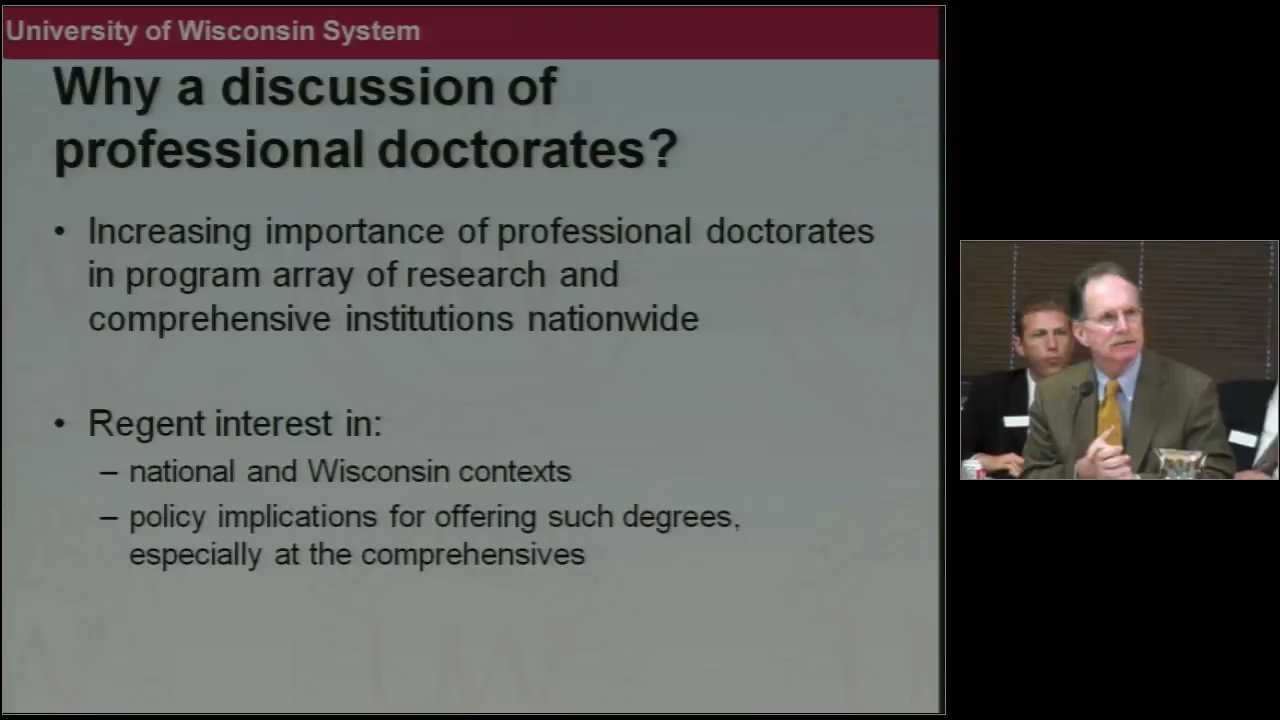 University of Wisconsin System
Why a discussion of
professional doctorates?
• Increasing importance of professional doctorates
in program array of research and
comprehensive institutions nationwide
• Regent interest in:
– national and Wisconsin contexts
– policy implications for offering such degrees,
especially at the comprehensives